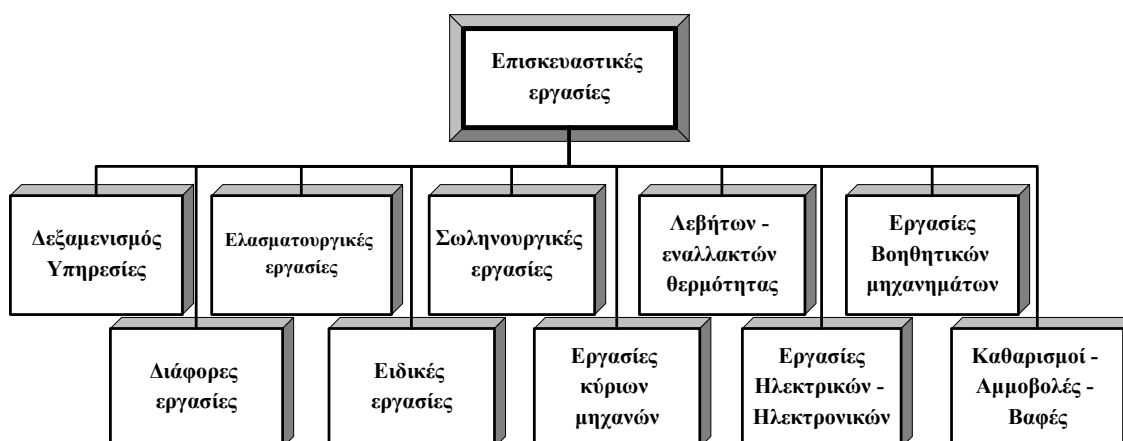 Επισκευαστικές
εργασίες
Δεξαμενισμός
Υπηρεσίες
Ελασματουργικές
εργασίες
Σωληνουργικές
εργασίες
Λεβήτων -
εναλλακτών
θερμότητας
Εργασίες
Βοηθητικών
μηχανημάτων
Διάφορες
εργασίες
Ειδικές
εργασίες
Εργασίες
κύριων
μηχανών
Εργασίες
Ηλεκτρικών -
Ηλεκτρονικών
Καθαρισμοί -
Αμμοβολές -
Βαφές